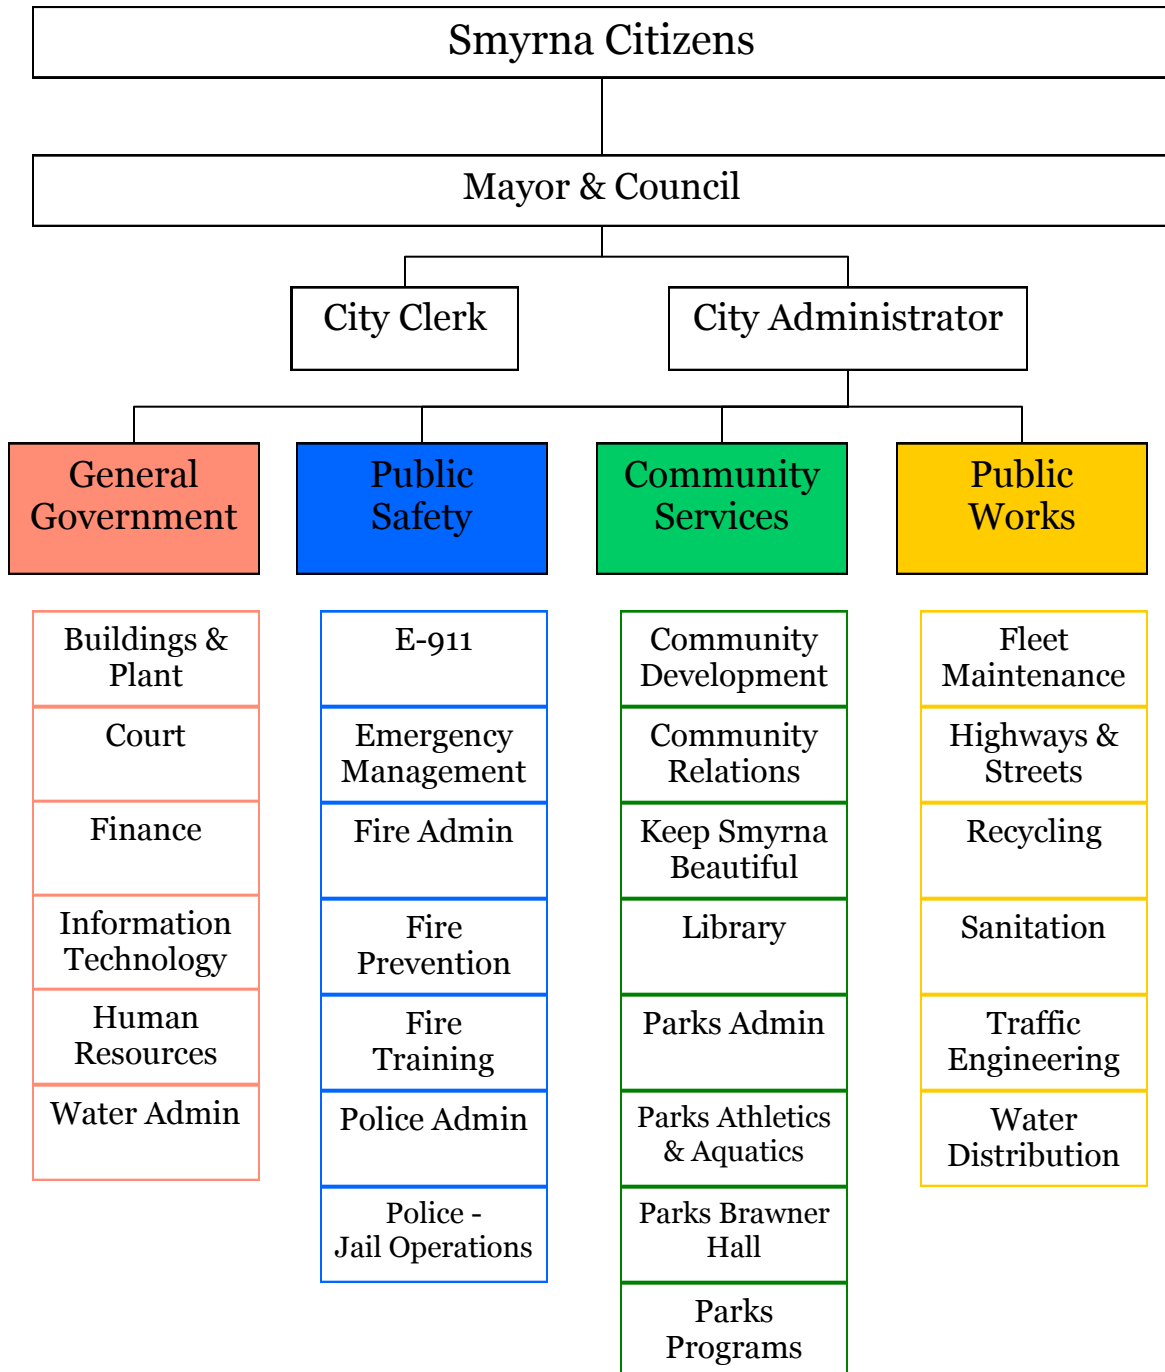 Smyrna Citizens
Mayor & Council
City Clerk
City Administrator
General
Government
Public
Safety
Community
Services
Public
Works
Buildings &
Plant
Court
Finance
Information
Technology
Human
Resources
Water Admin
E-911
Emergency
Management
Fire Admin
Fire
Prevention
Fire
Training
Police Admin
Police -
Jail Operations
Community
Development
Community
Relations
Keep Smyrna
Beautiful
Library
Parks Admin
Parks Athletics
& Aquatics
Parks Brawner
Hall
Parks
Programs
Fleet
Maintenance
Highways &
Streets
Recycling
Sanitation
Traffic
Engineering
Water
Distribution